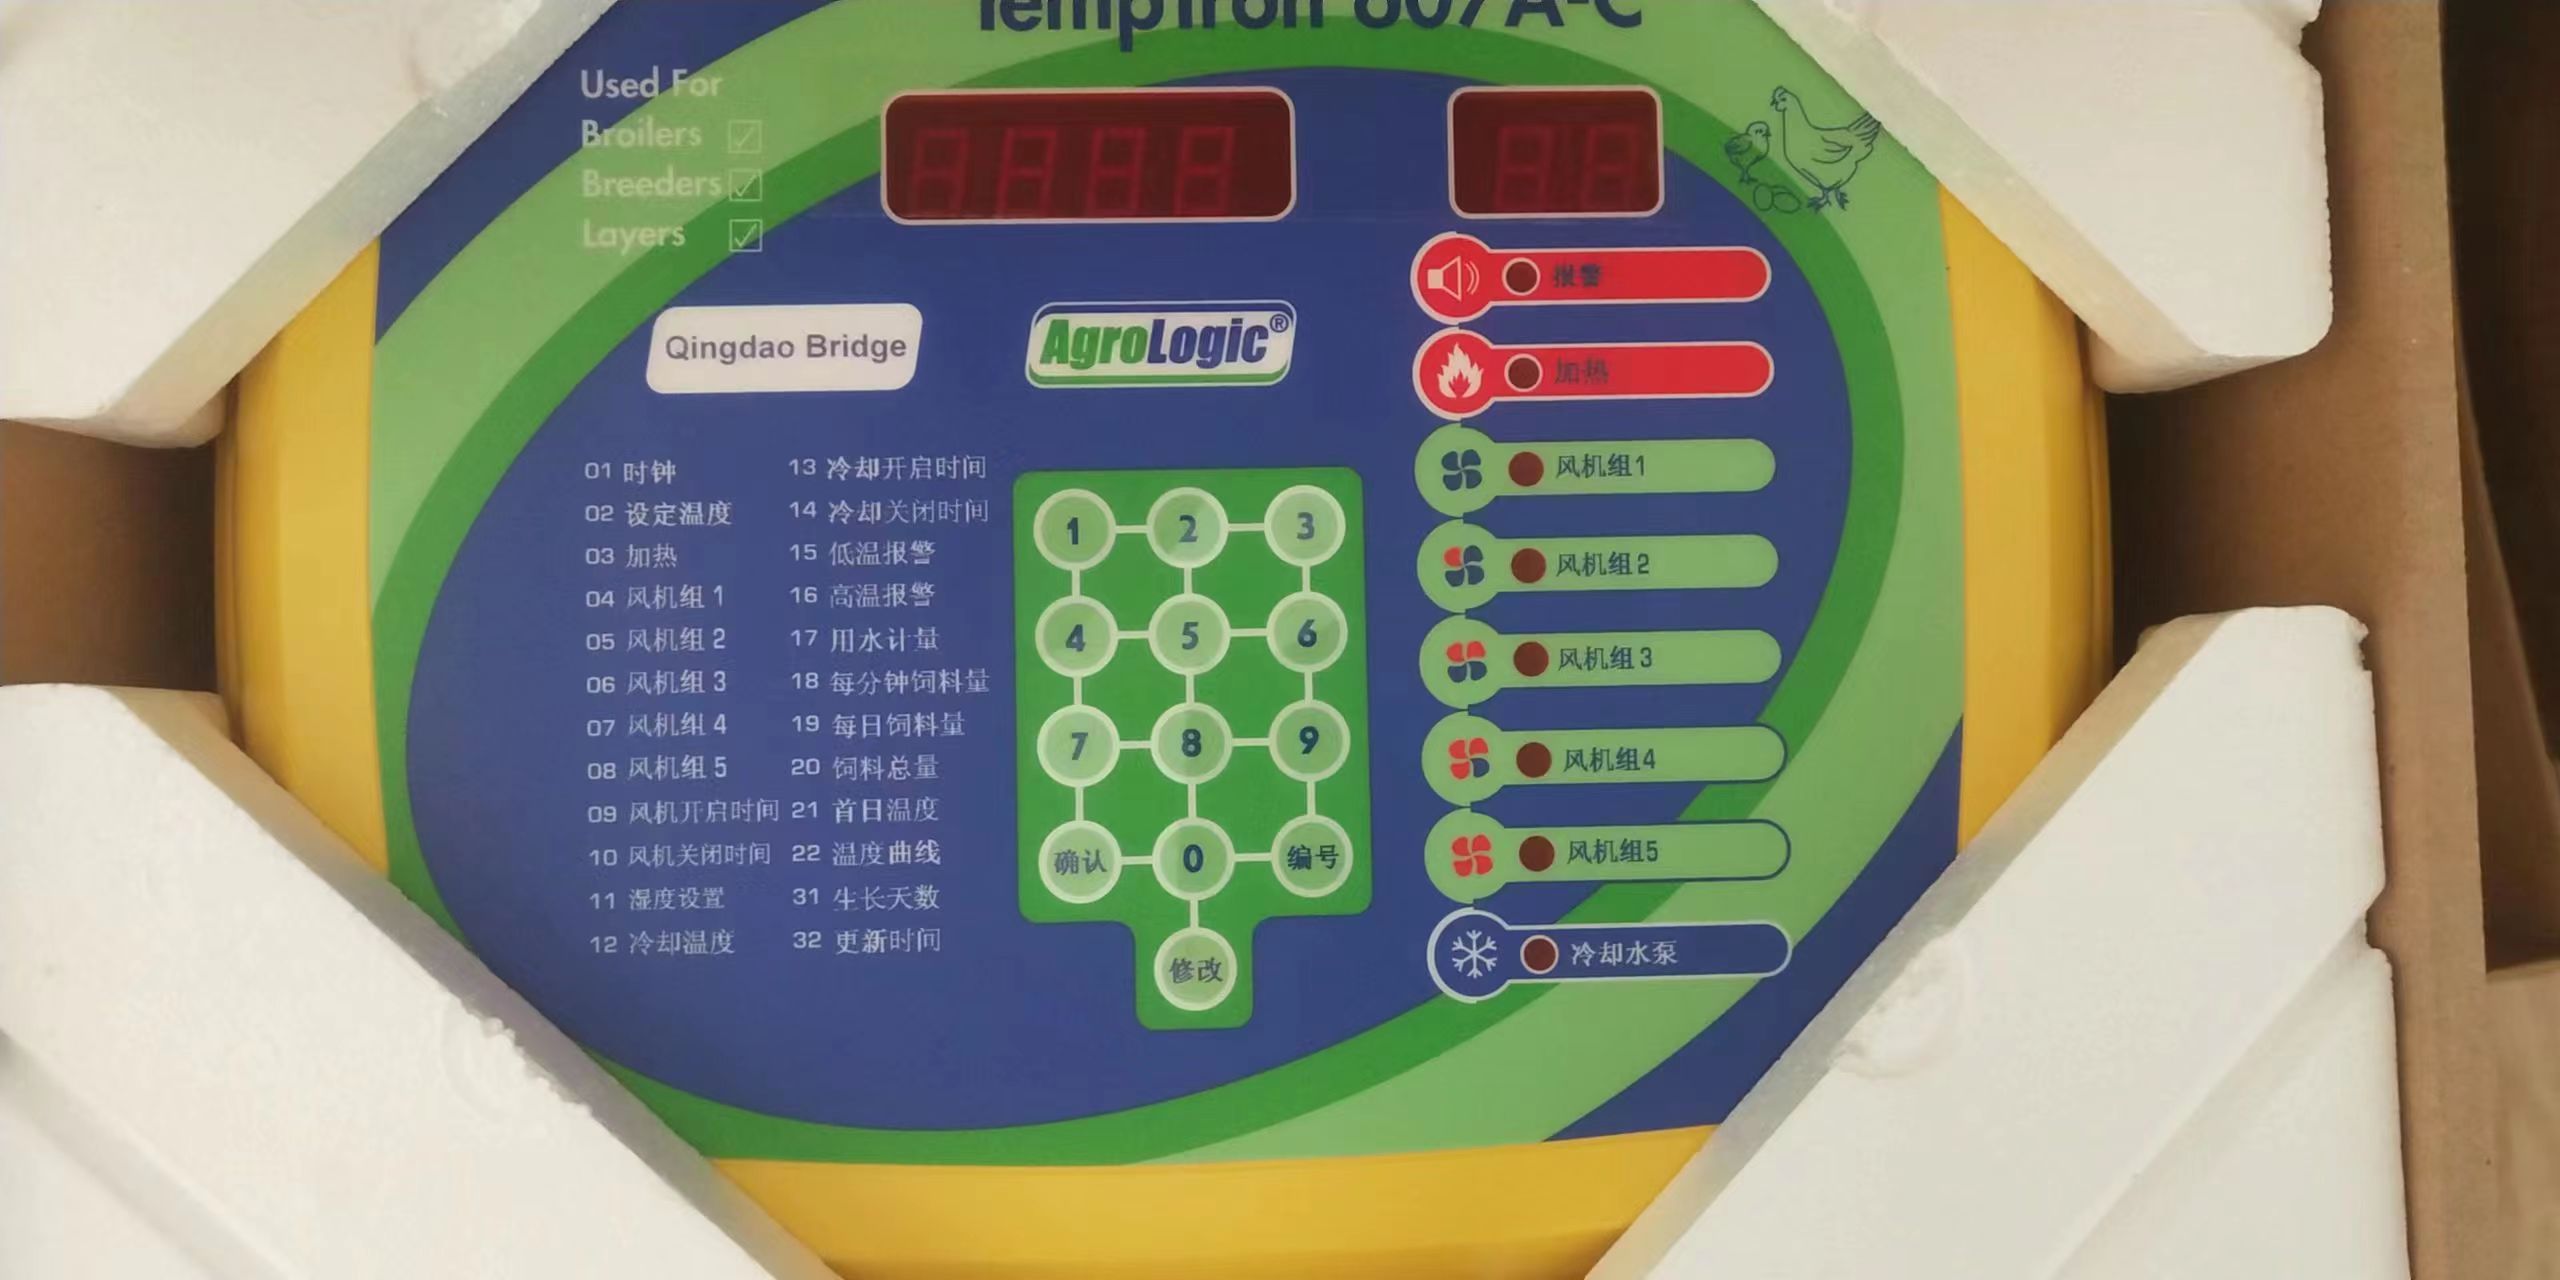 TempTron 607A-C
Used For
Broilers
Breeders
Layers
Qingdao Bridge
AgroLogic®
01 时钟
02 设定温度
03 加热
04 风机组 1
05 风机组 2
06 风机组 3
07 风机组 4
08 风机组 5
09 风机开启时间
10 风机关闭时间
11 湿度设置
12 冷却温度
13 冷却开启时间
14 冷却关闭时间
15 低温报警
16 高温报警
17 用水计量
18 每分钟饲料量
19 每日饲料量
20 饲料总量
21 首日温度
22 温度曲线
31 生长天数
32 更新时间
1 2 3
4 5 6
7 8 9
确认 0 编号
修改
报警
加热
风机组1
风机组2
风机组3
风机组4
风机组5
冷却水泵